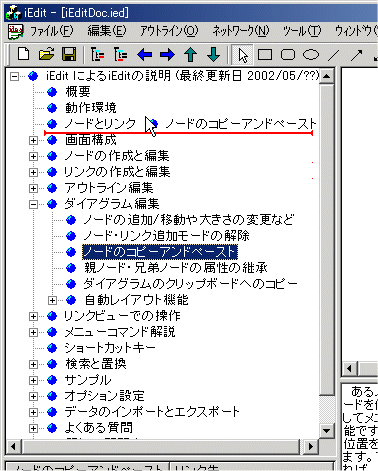 iEdit - [iEditDoc.ied]
ファイル(F) 編集(E) アウトライン(O) ネットワーク(N) ツール(T) ウィンドウ
iEdit によるiEditの説明 (最終更新日 2002/05/??)
概要
動作環境
ノードとリンク ノードのコピーアンドペースト
画面構成
ノードの作成と編集
リンクの作成と編集
アウトライン編集
ダイアグラム編集
ノードの追加/移動や大きさの変更など
ノード・リンク追加モードの解除
ノードのコピーアンドペースト
親ノード・兄弟ノードの属性の継承
ダイアグラムのクリップボードへのコピー
自動レイアウト機能
リンクビューでの操作
メニューコマンド解説
ショートカットキー
検索と置換
サンプル
オプション設定
データのインポートとエクスポート
よくある質問
ある
ードを作
してメニ
能です
位置を
ます。
ノードのコピーアンドペースト リンク先